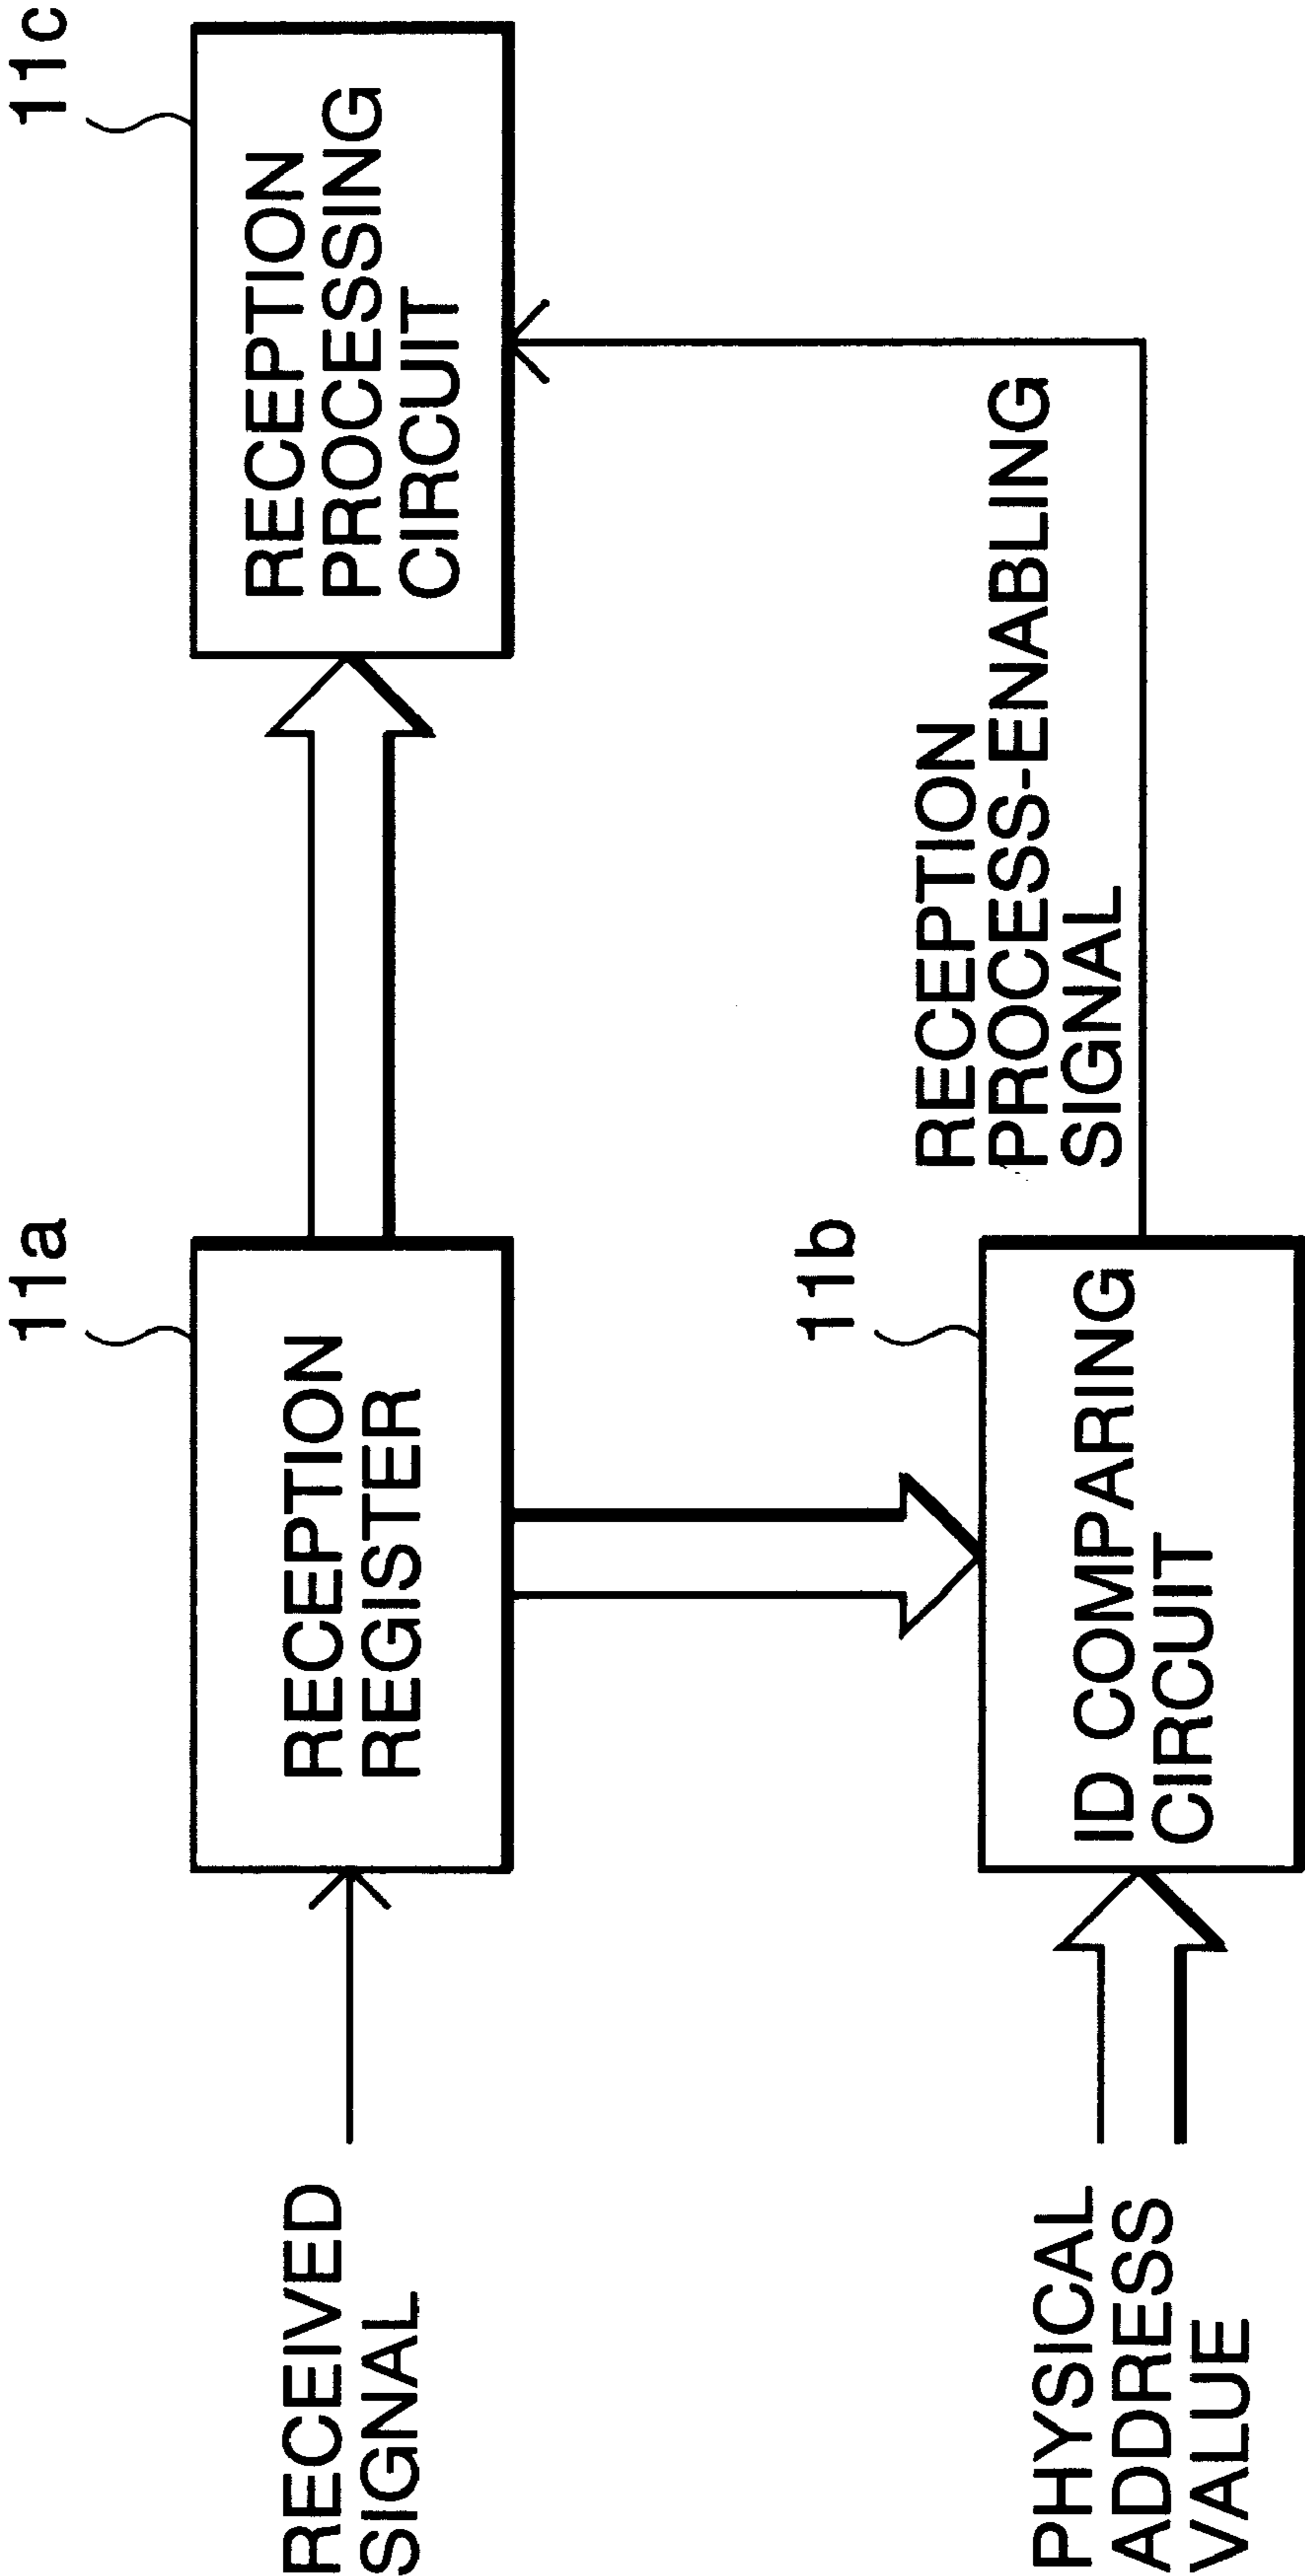 11a
11c
RECEIVED
SIGNAL
RECEPTION
REGISTER
RECEPTION
PROCESSING
CIRCUIT
11b
RECEPTION
PROCESS-ENABLING
SIGNAL
PHYSICAL
ADDRESS
VALUE
ID COMPARING
CIRCUIT